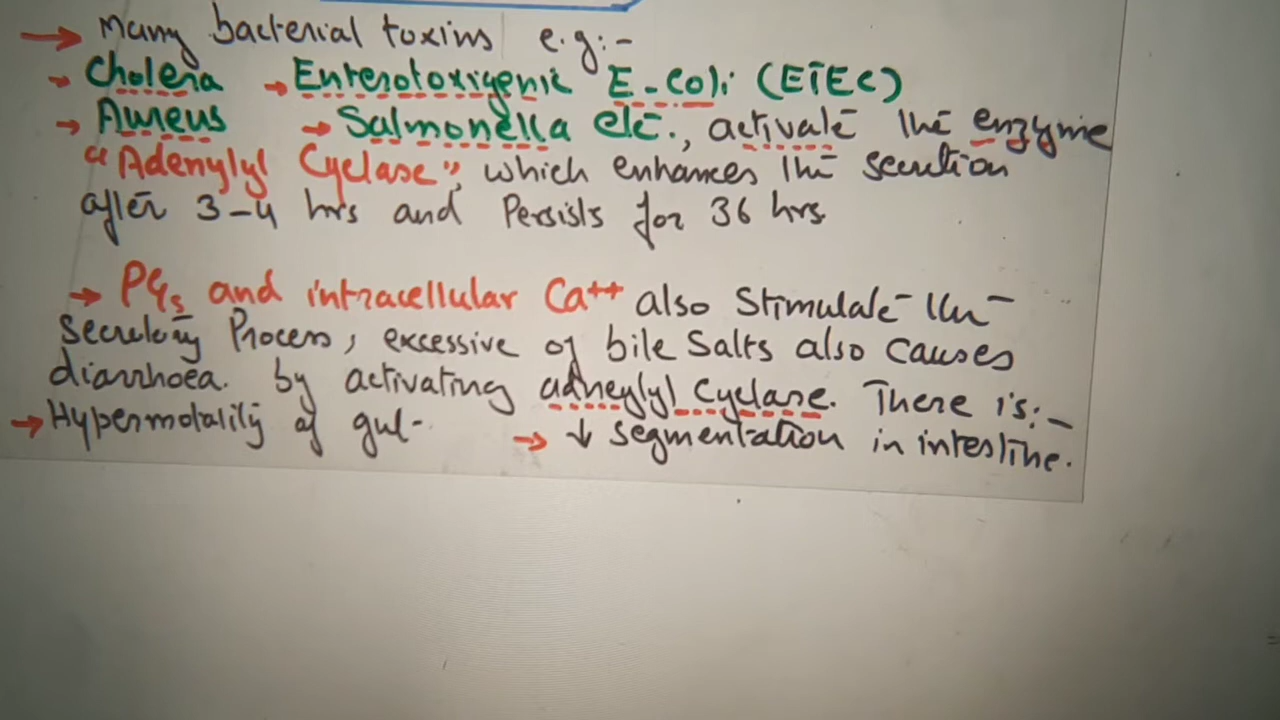 → Many bacterial toxins e.g:-
→ Cholera → Enterotoxigenic E-Coli (ETEC)
→ Aureus → Salmonella etc., activate the enzyme
"Adenylyl Cyclase", which enhances the secretion
after 3-4 hrs and Persists for 36 hrs
→ PGs and intracellular Ca++ also Stimulate the
Secretory Process, excessive of bile Salts also causes
diarrhoea. by activating adneylyl Cyclase. There is:-
→ Hypermotality of gut- → ↓ segmentation in intestine.